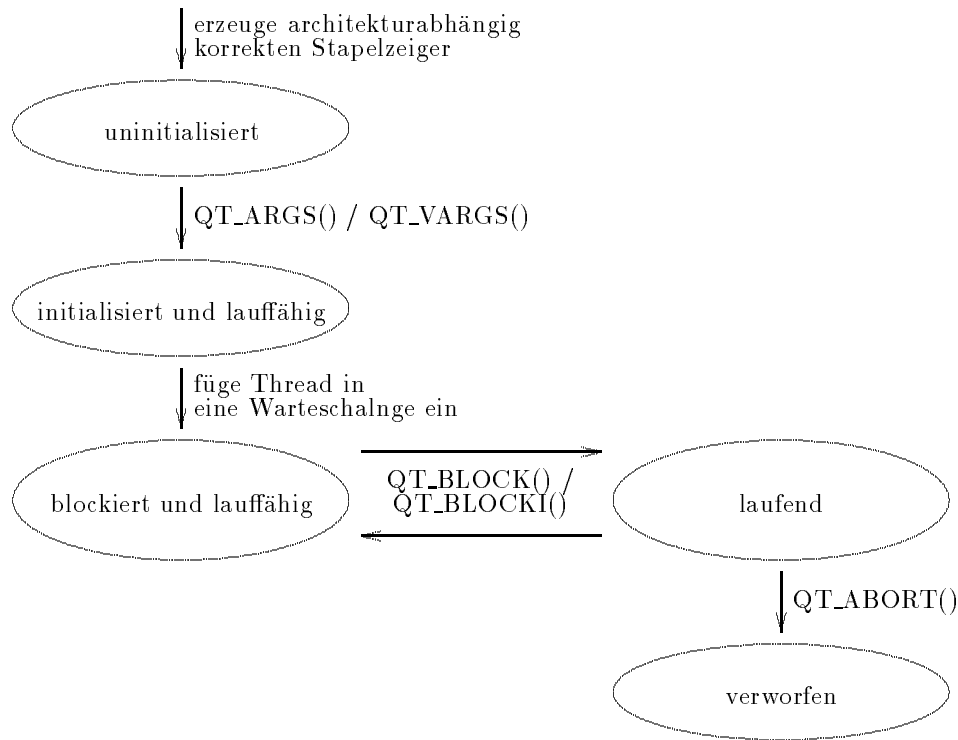 erzeuge architekturabhängig
korrekten Stapelzeiger
uninitialisiert
QT_ARGS() / QT_VARGS()
initialisiert und lauffähig
füge Thread in
eine Warteschalnge ein
blockiert und lauffähig
QT_BLOCK() /
QT_BLOCKI()
laufend
QT_ABORT()
verworfen